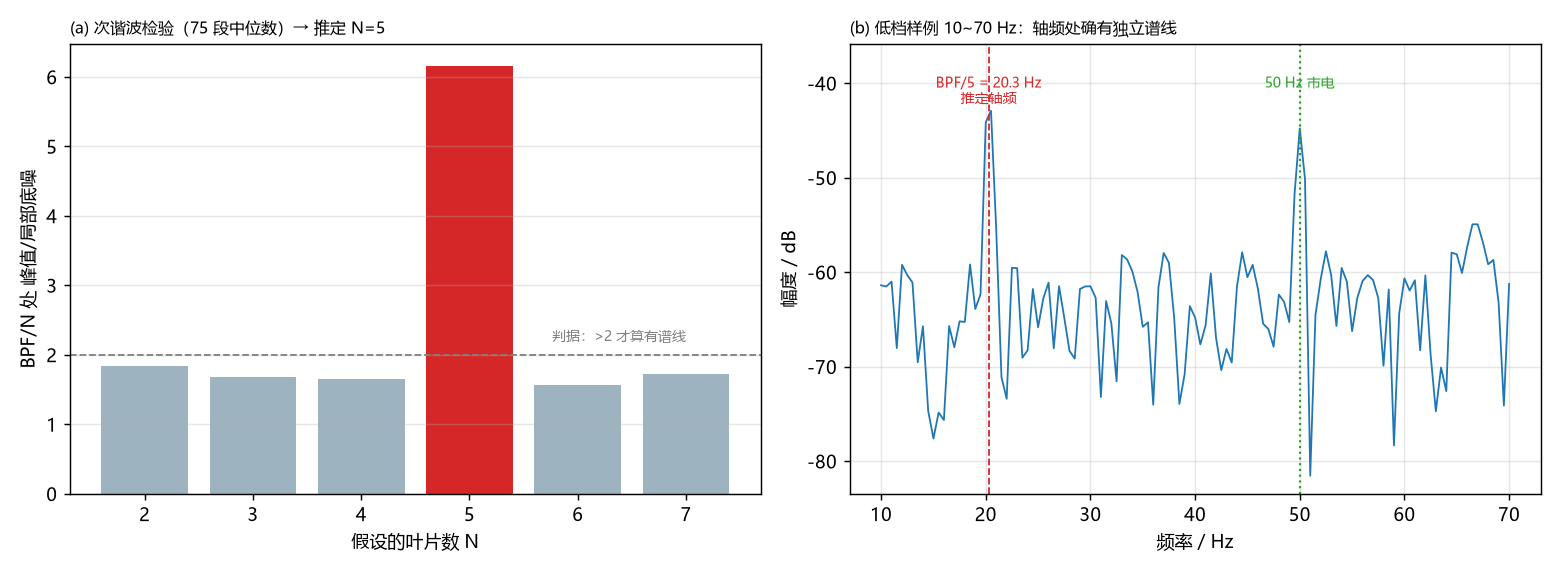 (a) 次谐波检验（75 段中位数）→ 推定 N=5
BPF/N 处 峰值/局部底噪
6
5
4
3
2
1
0
判据：>2 才算有谱线
2
3
4
5
6
7
假设的叶片数 N
(b) 低档样例 10~70 Hz：轴频处确有独立谱线
幅度 / dB
-40
-50
-60
-70
-80
BPF/5 = 20.3 Hz
推定轴频
50 Hz 市电
10
20
30
40
50
60
70
频率 / Hz